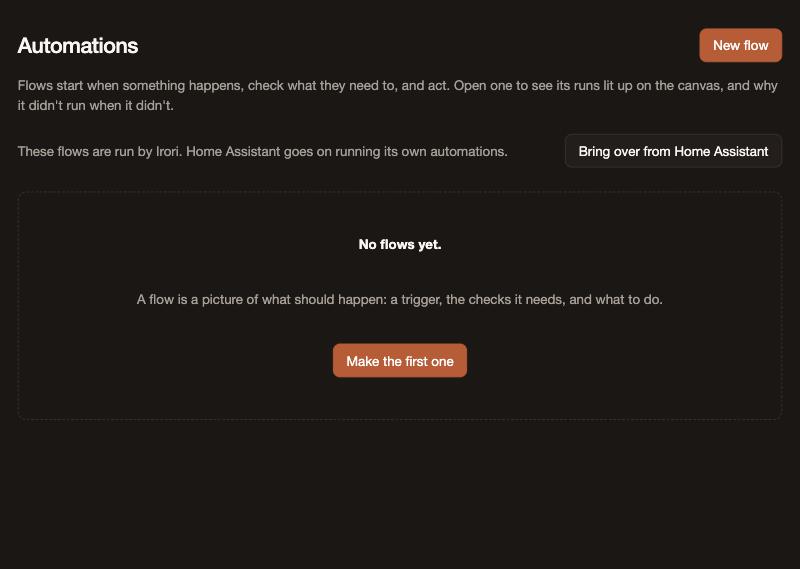 Automations
New flow
Flows start when something happens, check what they need to, and act. Open one to see its runs lit up on the canvas, and why
it didn't run when it didn't.
These flows are run by Irori. Home Assistant goes on running its own automations.
Bring over from Home Assistant
No flows yet.
A flow is a picture of what should happen: a trigger, the checks it needs, and what to do.
Make the first one